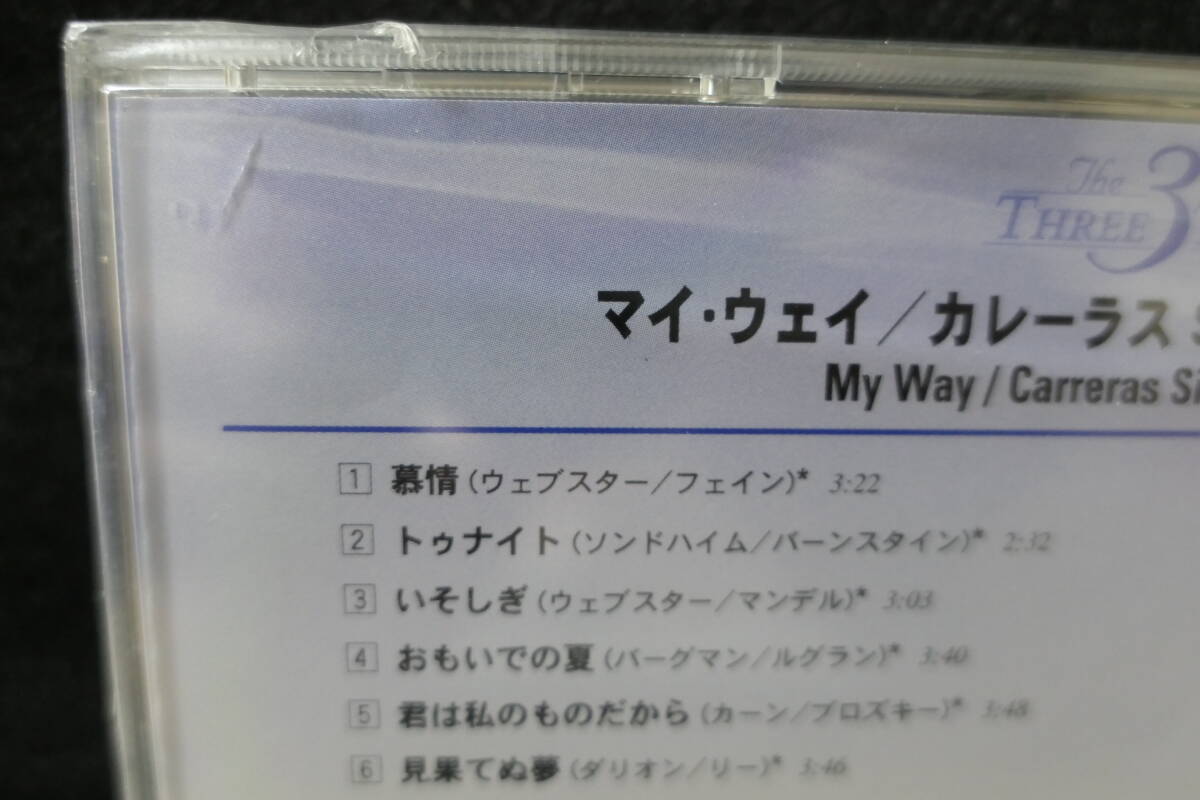 The
THREE 3
マイ・ウェイ／カレーラス
My Way / Carreras
1 慕情(ウェブスター/フェイン)* 3:22
2 トゥナイト(ソンドハイム/バーンスタイン)* 2:32
3 いそしぎ(ウェブスター/マンデル)* 3:03
4 おもいでの夏(バーグマン/ルグラン)* 3:40
5 君は私のものだから(カーン/ブロズキー)* 3:48
6 見果てぬ夢(ダリオン/リー)* 3:46